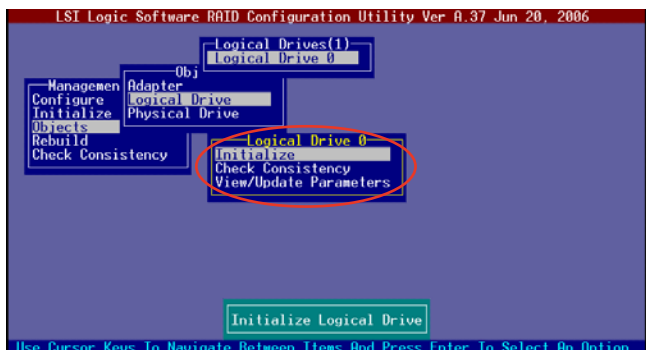 LSI Logic Software RAID Configuration Utility Ver A.37 Jun 20, 2006
Logical Drives(1)
Logical Drive 0
Obj
Adapter
Logical Drive
Physical Drive
Managemen
Configure
Initialize
Objects
Rebuild
Check Consistency
Logical Drive 0
Initialize
Check Consistency
View/Update Parameters
Initialize Logical Drive
Use Cursor Keys To Navigate Between Items And Press Enter To Select An Option